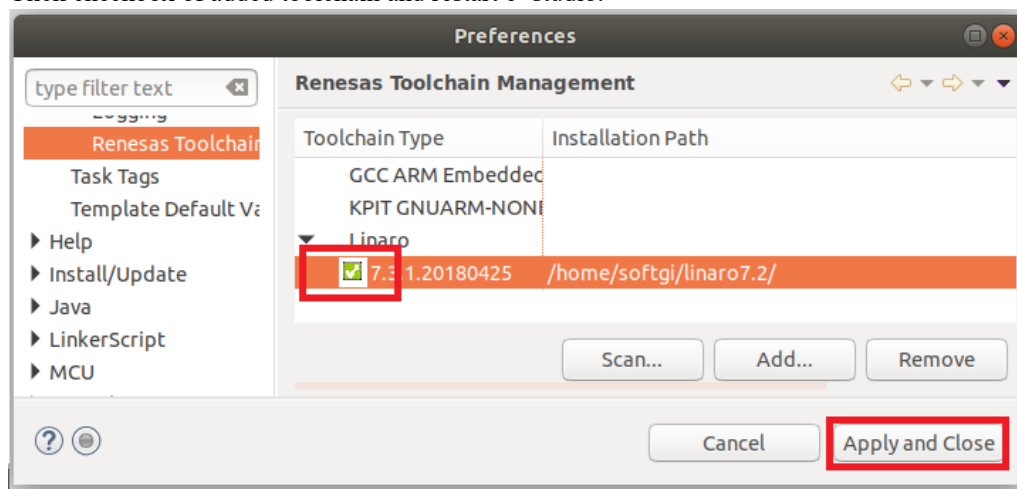 Preferences
type filter text
Renesas Toolchain Management
Logging
Renesas Toolchain
Task Tags
Template Default Va
Help
Install/Update
Java
LinkerScript
MCU
Toolchain Type Installation Path
GCC ARM Embedded
KPIT GNUARM-NON
Linaro
7.3.1.20180425 /home/softgi/linaro7.2/
Scan... Add... Remove
Cancel Apply and Close